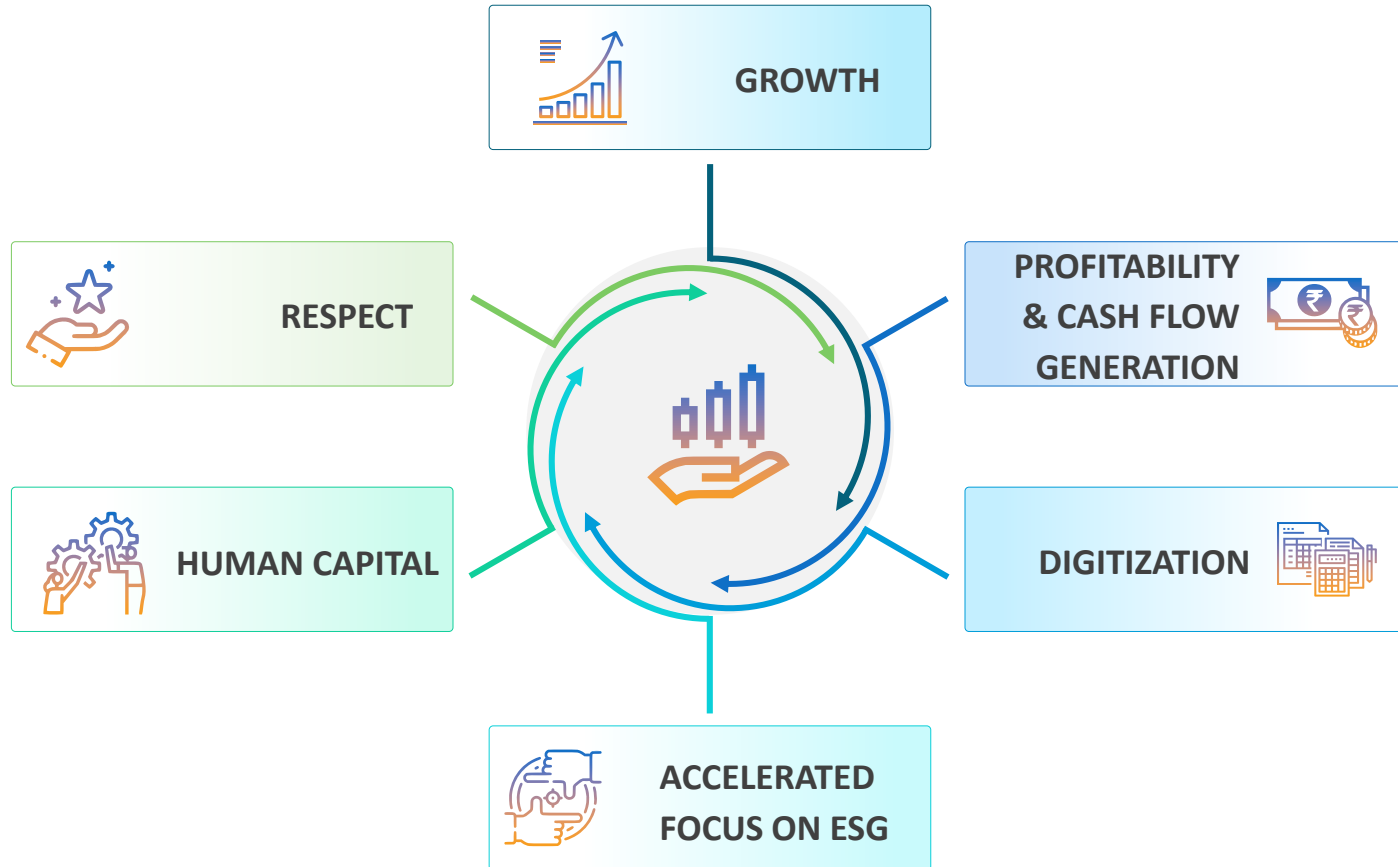 GROWTH
PROFITABILITY
& CASH FLOW
GENERATION
₹
₹
DIGITIZATION
ACCELERATED
FOCUS ON ESG
HUMAN CAPITAL
RESPECT